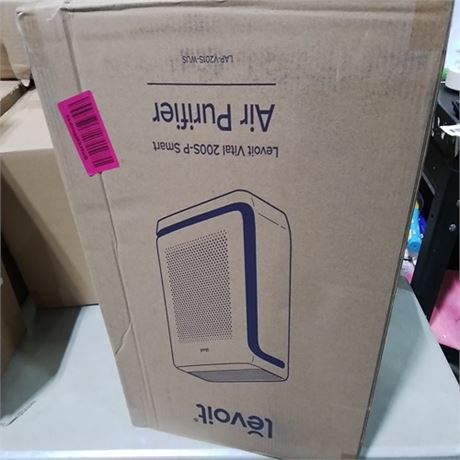 levoit
Levoit Vital 200S-P Smart
Air Purifier
LAP-V201S-WUS